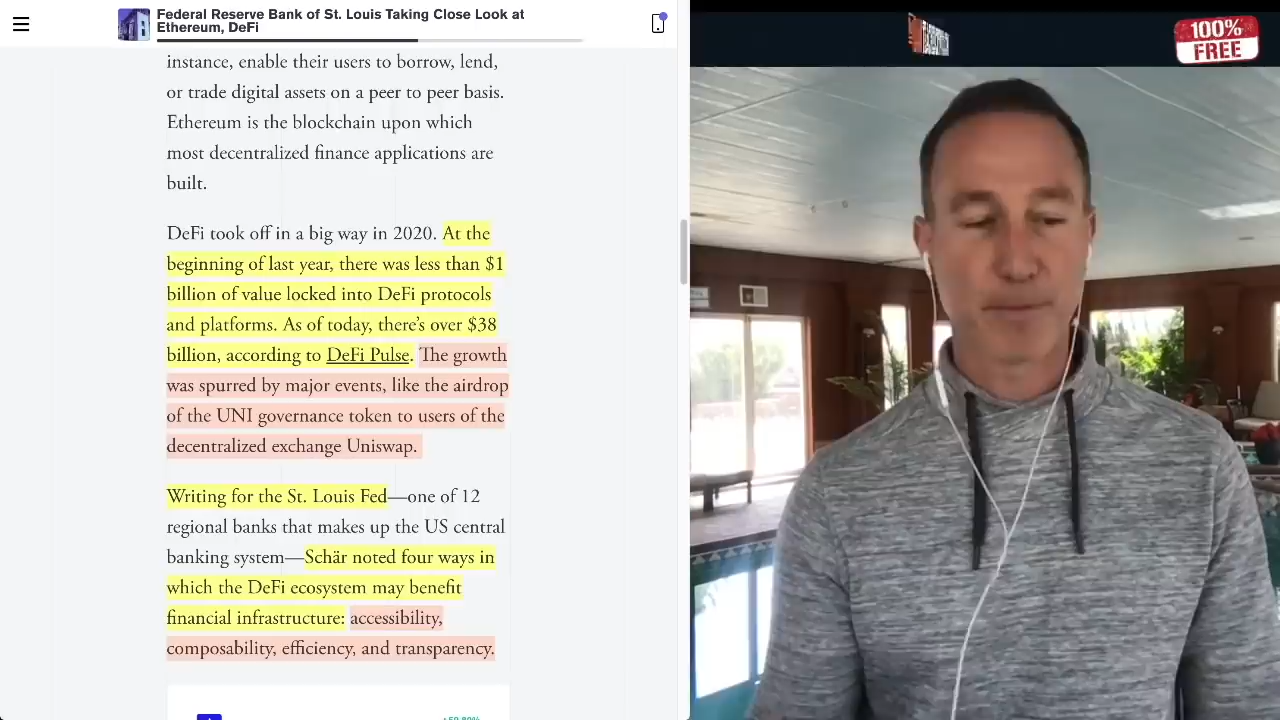 Federal Reserve Bank of St. Louis Taking Close Look at
Ethereum, DeFi
instance, enable their users to borrow, lend,
or trade digital assets on a peer to peer basis.
Ethereum is the blockchain upon which
most decentralized finance applications are
built.
DeFi took off in a big way in 2020. At the
beginning of last year, there was less than $1
billion of value locked into DeFi protocols
and platforms. As of today, there’s over $38
billion, according to DeFi Pulse. The growth
was spurred by major events, like the airdrop
of the UNI governance token to users of the
decentralized exchange Uniswap.
Writing for the St. Louis Fed—one of 12
regional banks that makes up the US central
banking system—Schär noted four ways in
which the DeFi ecosystem may benefit
financial infrastructure: accessibility,
composability, efficiency, and transparency.
100%
FREE